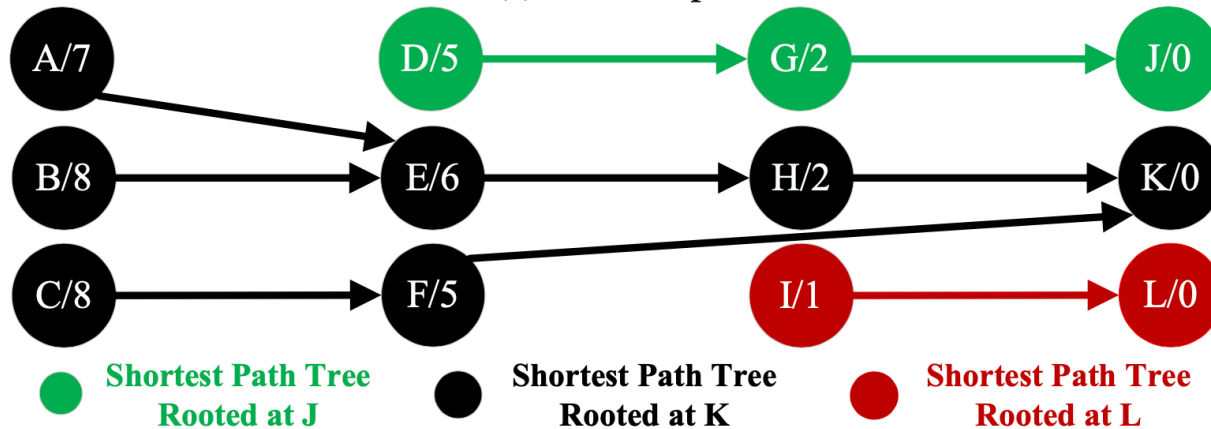 A/7 D/5 G/2 J/0
B/8 E/6 H/2 K/0
C/8 F/5 I/1 L/0
Shortest Path Tree Shortest Path Tree Shortest Path Tree
Rooted at J Rooted at K Rooted at L